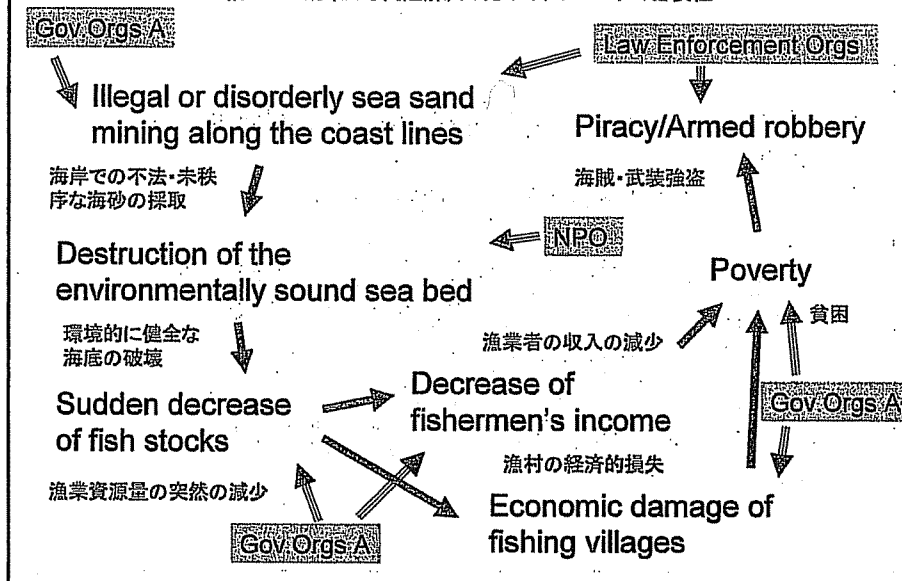 Gov Orgs A
Law Enforcement Orgs
Illegal or disorderly sea sand
mining along the coast lines
Piracy/Armed robbery
海岸での不法・未秩
序な海砂の採取
海賊・武装強盗
NPO
Destruction of the
environmentally sound sea bed
Poverty
貧困
環境的に健全な
海底の破壊
漁業者の収入の減少
Decrease of
fishermen's income
Gov Orgs A
Sudden decrease
of fish stocks
漁村の経済的損失
漁業資源量の突然の減少
Economic damage of
fishing villages
Gov Orgs A